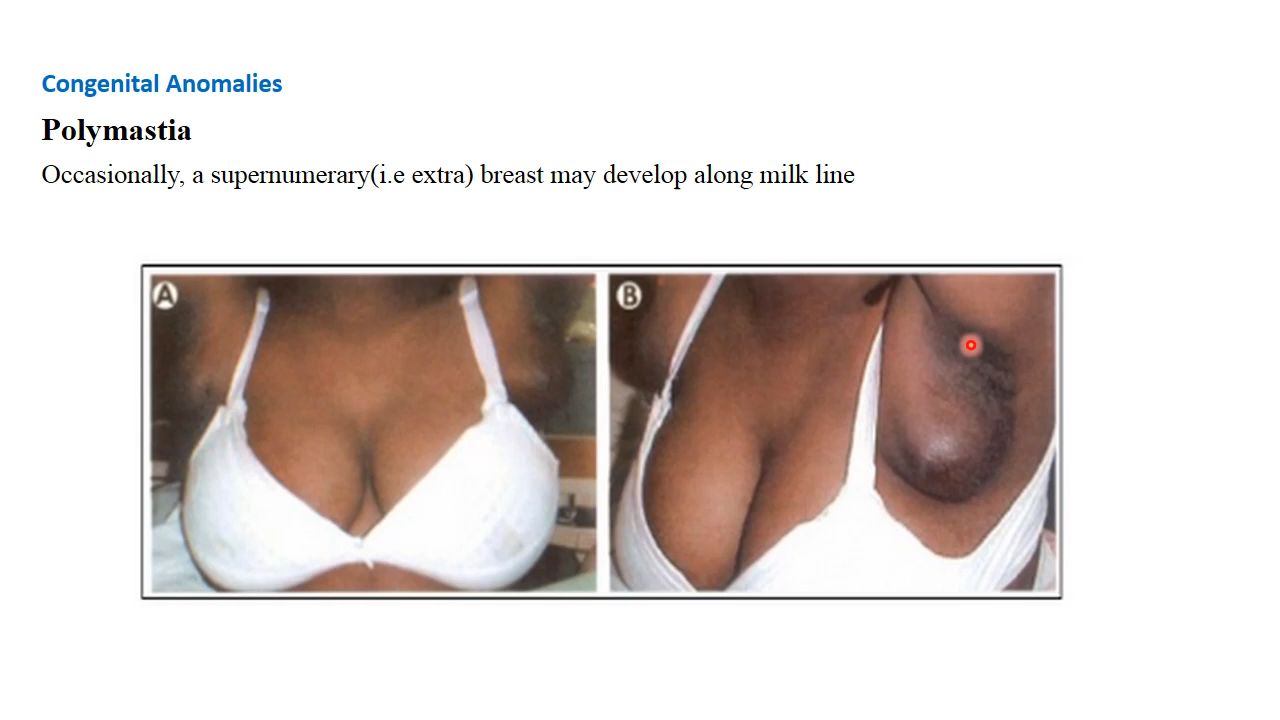 Congenital Anomalies
Polymastia
Occasionally, a supernumerary(i.e extra) breast may develop along milk line
A
B